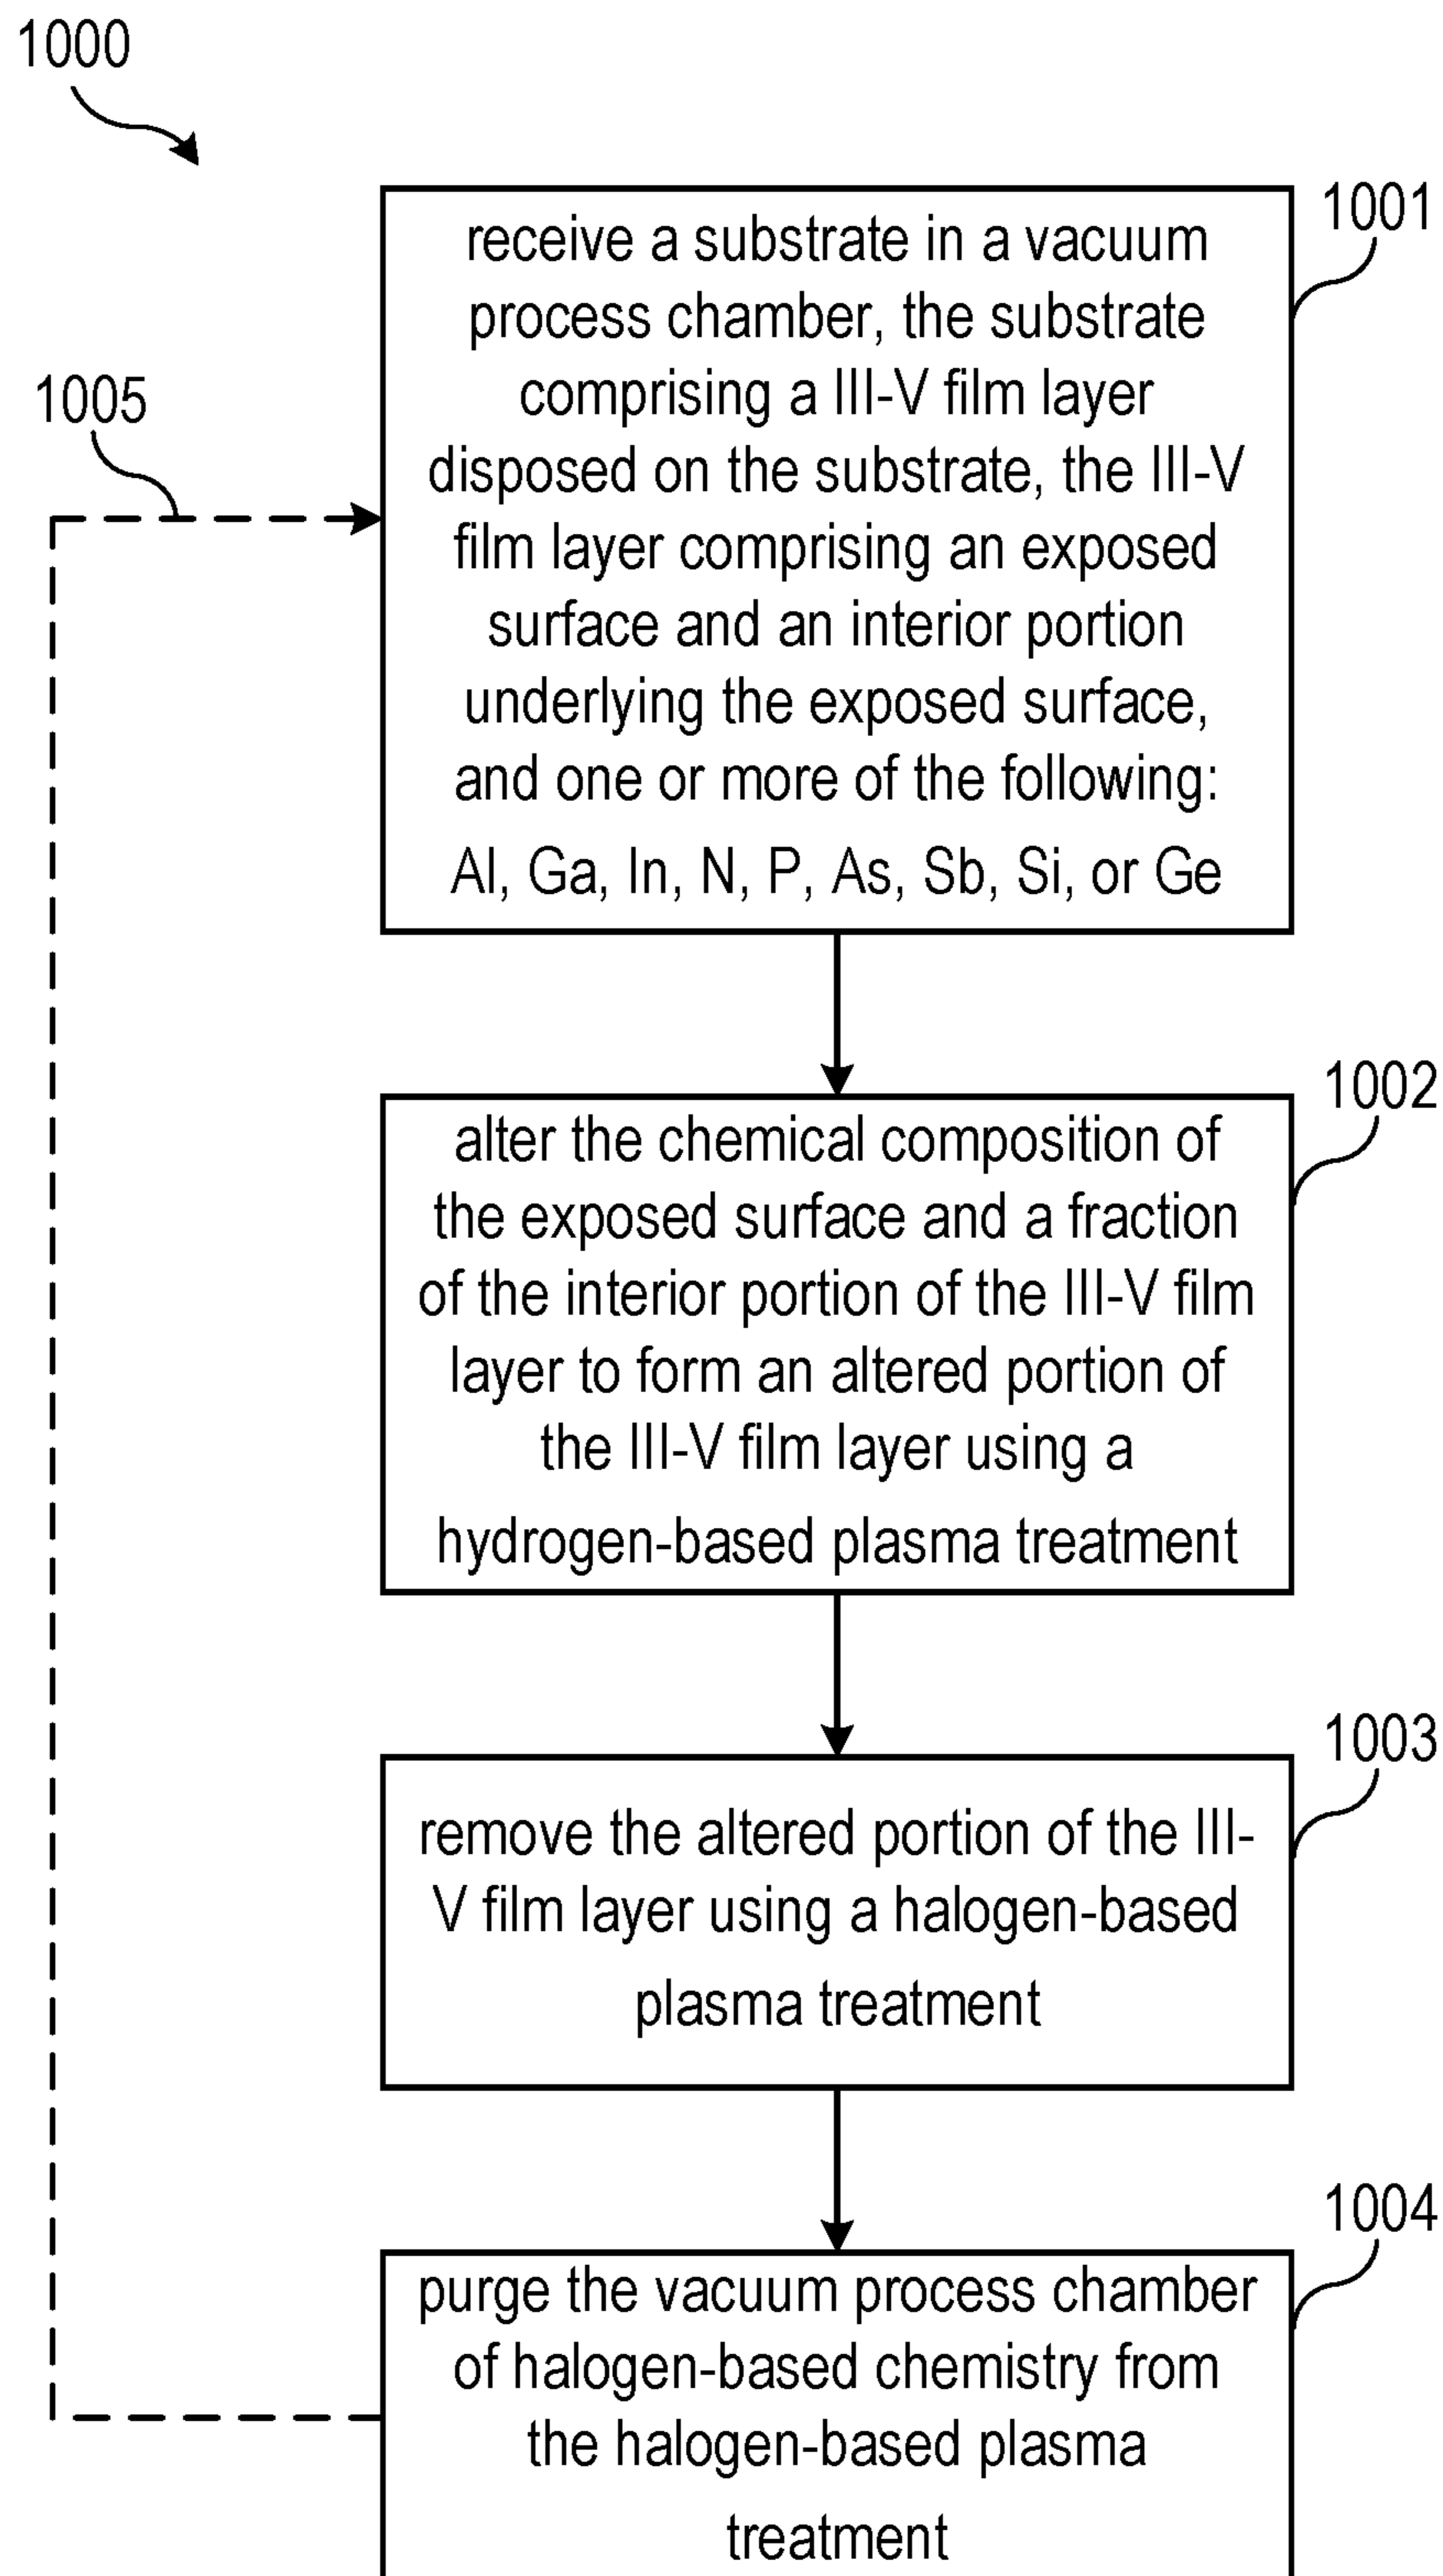 1000
1001
receive a substrate in a vacuum
process chamber, the substrate
comprising a III-V film layer
disposed on the substrate, the III-V
film layer comprising an exposed
surface and an interior portion
underlying the exposed surface,
and one or more of the following:
Al, Ga, In, N, P, As, Sb, Si, or Ge
1005
1002
alter the chemical composition of
the exposed surface and a fraction
of the interior portion of the III-V film
layer to form an altered portion of
the III-V film layer using a
hydrogen-based plasma treatment
1003
remove the altered portion of the III-
V film layer using a halogen-based
plasma treatment
1004
purge the vacuum process chamber
of halogen-based chemistry from
the halogen-based plasma
treatment